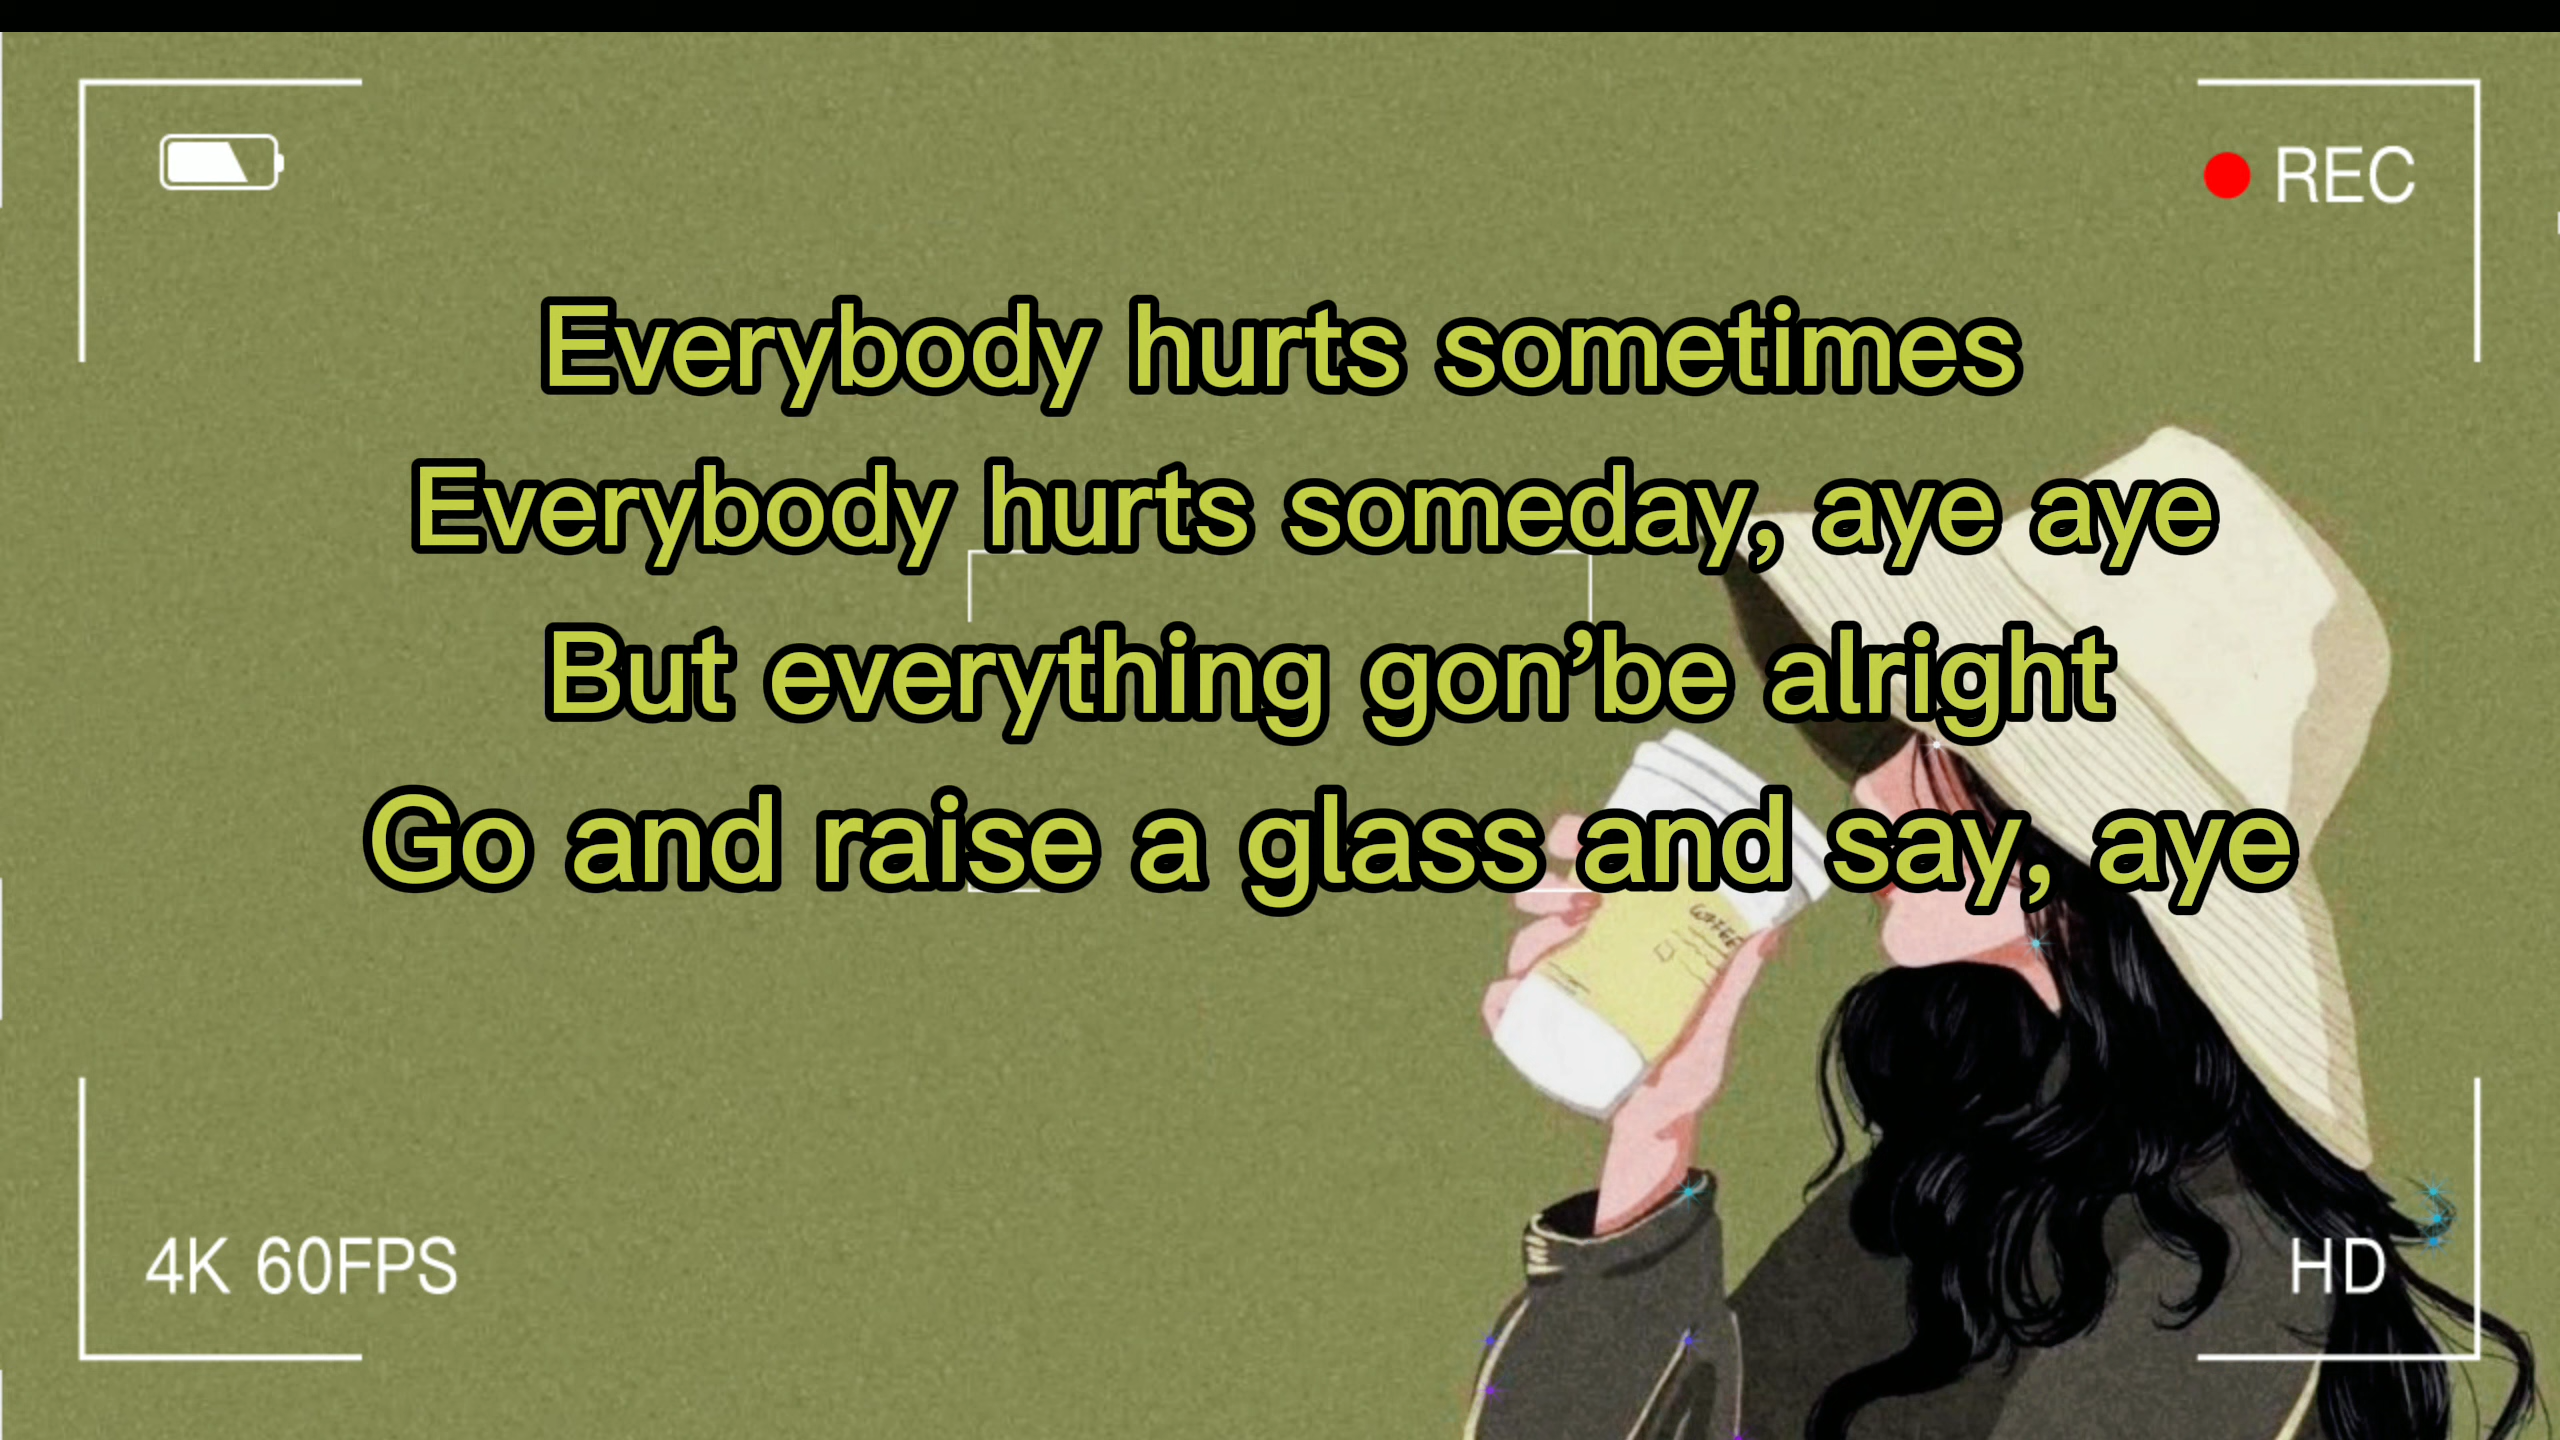 REC
Everybody hurts sometimes
Everybody hurts someday, aye aye
But everything gon'be alright
Go and raise a glass and say, aye
COFFEE
4K 60FPS
HD